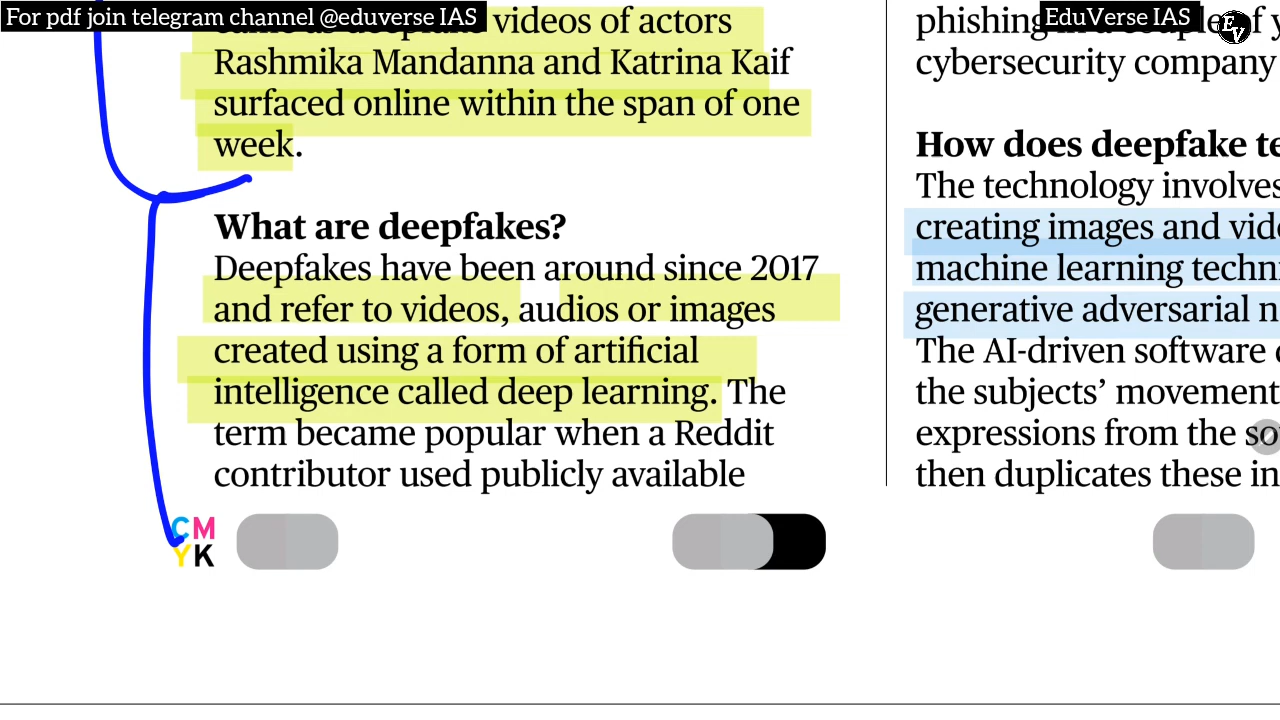 For pdf join telegram channel @eduverse IAS
EduVerse IAS
EV
videos of actors
Rashmika Mandanna and Katrina Kaif
surfaced online within the span of one
week.
What are deepfakes?
Deepfakes have been around since 2017
and refer to videos, audios or images
created using a form of artificial
intelligence called deep learning. The
term became popular when a Reddit
contributor used publicly available
CM
YK
phishing
cybersecurity company
How does deepfake te
The technology involves
creating images and vide
machine learning techni
generative adversarial n
The AI-driven software
the subjects’ movement
expressions from the
then duplicates these in